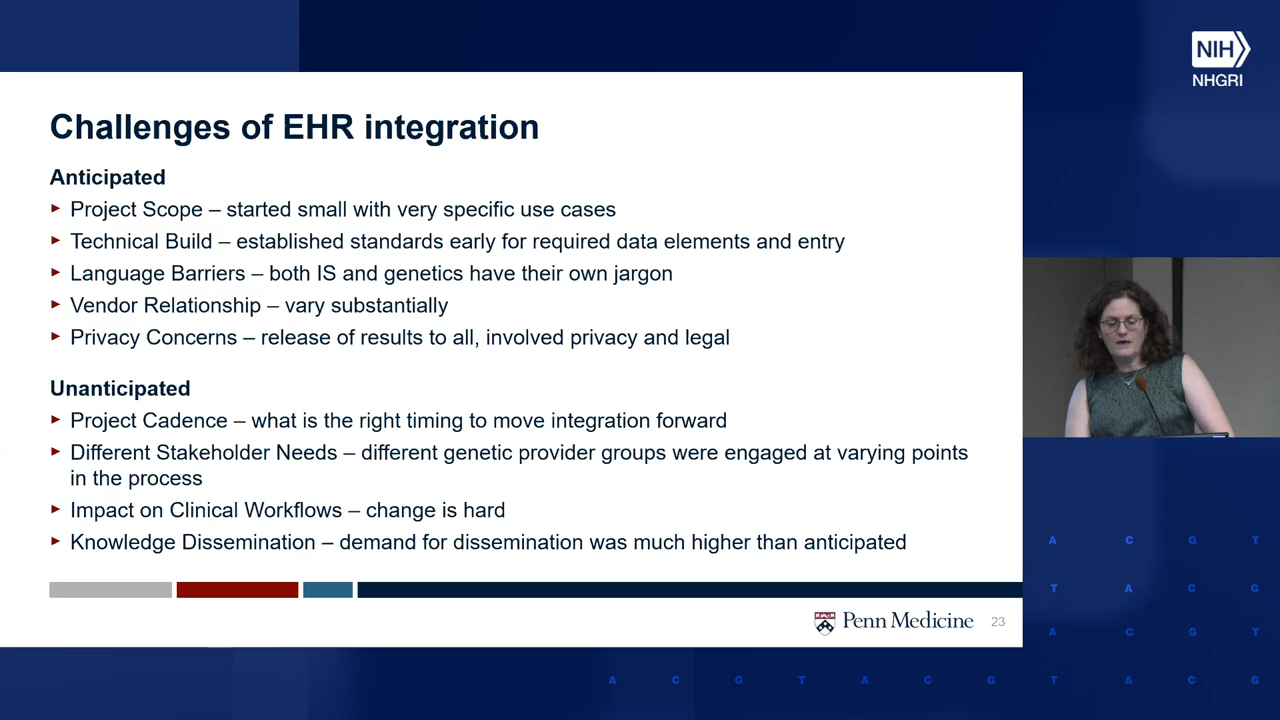 NIH
NHGRI
Challenges of EHR integration
Anticipated
Project Scope – started small with very specific use cases
Technical Build – established standards early for required data elements and entry
Language Barriers – both IS and genetics have their own jargon
Vendor Relationship – vary substantially
Privacy Concerns – release of results to all, involved privacy and legal
Unanticipated
Project Cadence – what is the right timing to move integration forward
Different Stakeholder Needs – different genetic provider groups were engaged at varying points
in the process
Impact on Clinical Workflows – change is hard
Knowledge Dissemination – demand for dissemination was much higher than anticipated
Penn Medicine 23
A C G T
T A C G
A C G T
A C G T A C G T A C G